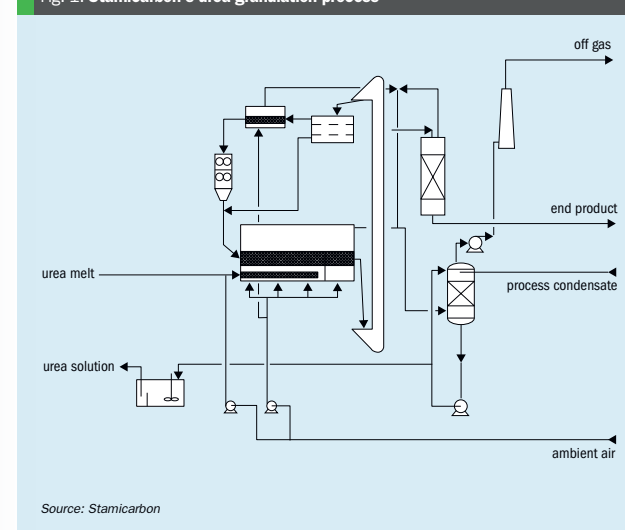 Fig. 1: Stamicarbon's urea granulation process
off gas
end product
urea melt
process condensate
urea solution
ambient air
Source: Stamicarbon